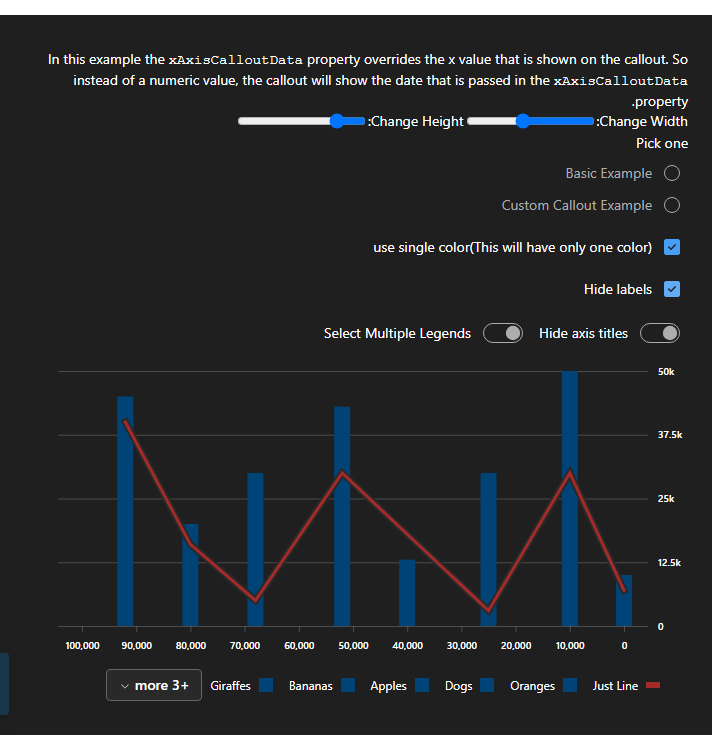 In this example the xAxisCalloutData property overrides the x value that is shown on the callout. So
instead of a numeric value, the callout will show the date that is passed in the xAxisCalloutData
.property
:Change Height :Change Width
Pick one
Basic Example
Custom Callout Example
use single color(This will have only one color)
Hide labels
Select Multiple Legends Hide axis titles
50k
37.5k
25k
12.5k
0
100,000 90,000 80,000 70,000 60,000 50,000 40,000 30,000 20,000 10,000 0
more 3+ Giraffes Bananas Apples Dogs Oranges Just Line